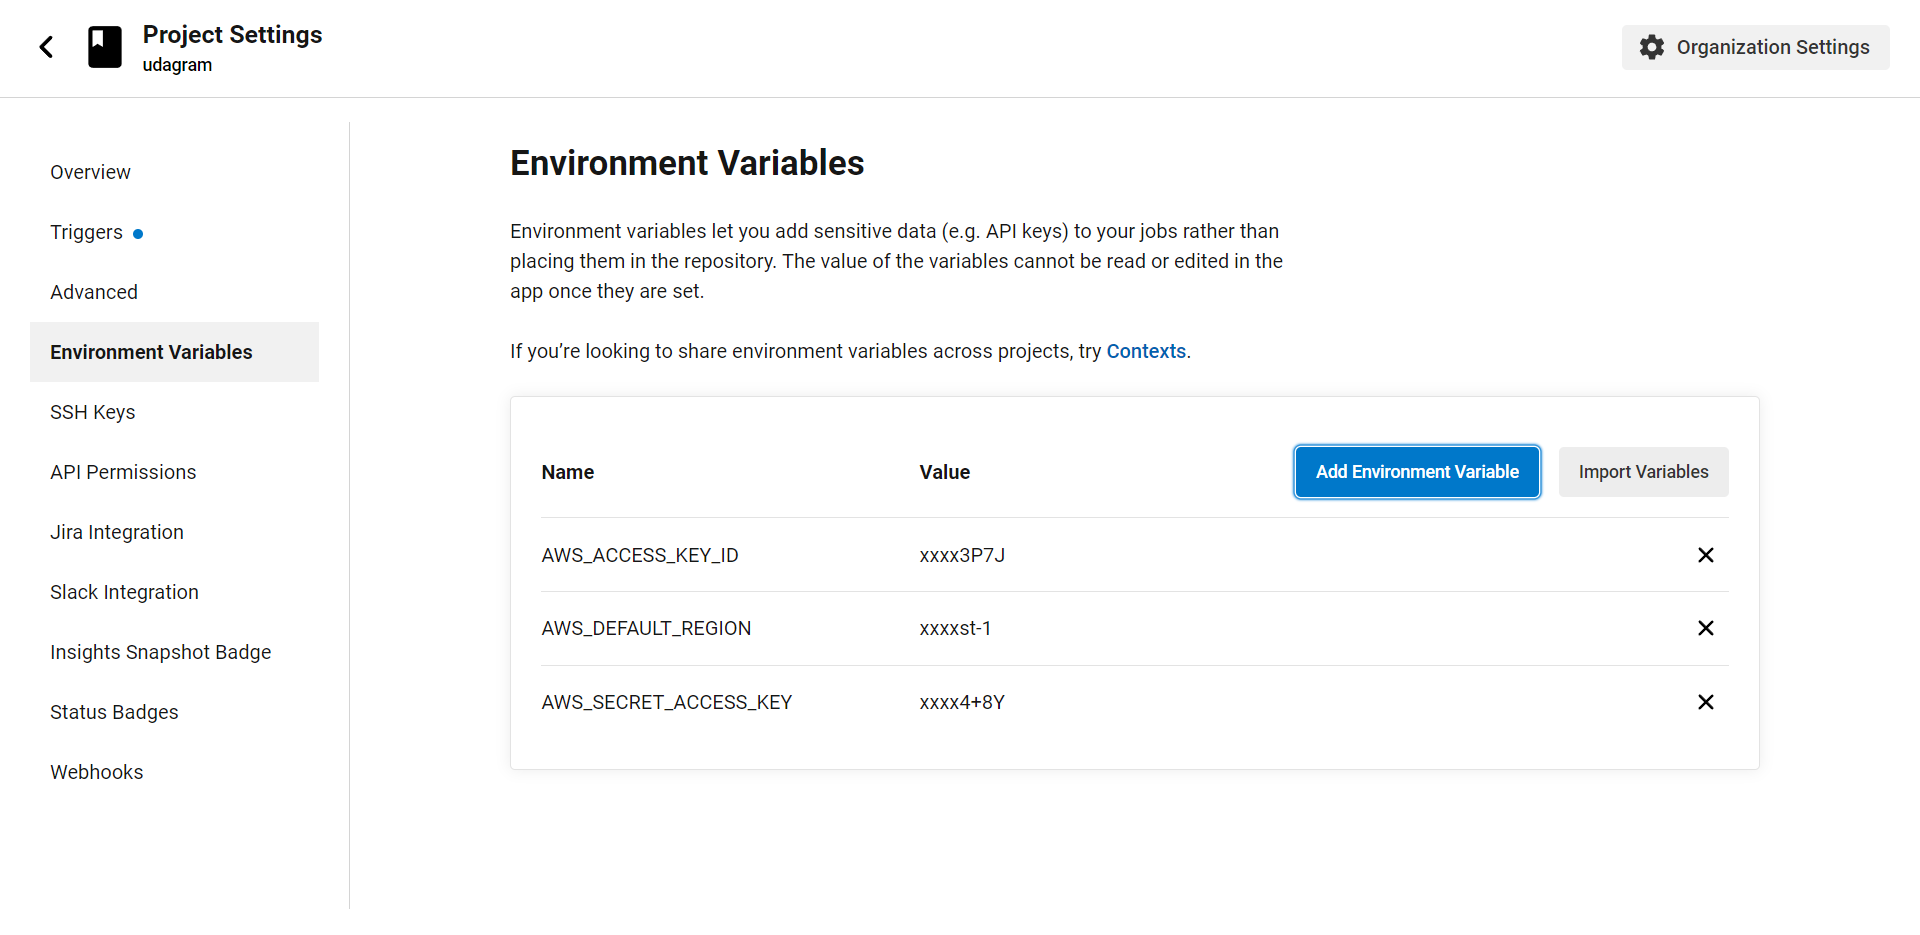 Project Settings
udagram
Organization Settings
Overview
Triggers
Advanced
Environment Variables
SSH Keys
API Permissions
Jira Integration
Slack Integration
Insights Snapshot Badge
Status Badges
Webhooks
Environment Variables
Environment variables let you add sensitive data (e.g. API keys) to your jobs rather than
placing them in the repository. The value of the variables cannot be read or edited in the
app once they are set.
If you’re looking to share environment variables across projects, try Contexts.
Name Value Add Environment Variable Import Variables
AWS_ACCESS_KEY_ID xxxx3P7J
AWS_DEFAULT_REGION xxxxst-1
AWS_SECRET_ACCESS_KEY xxxx4+8Y